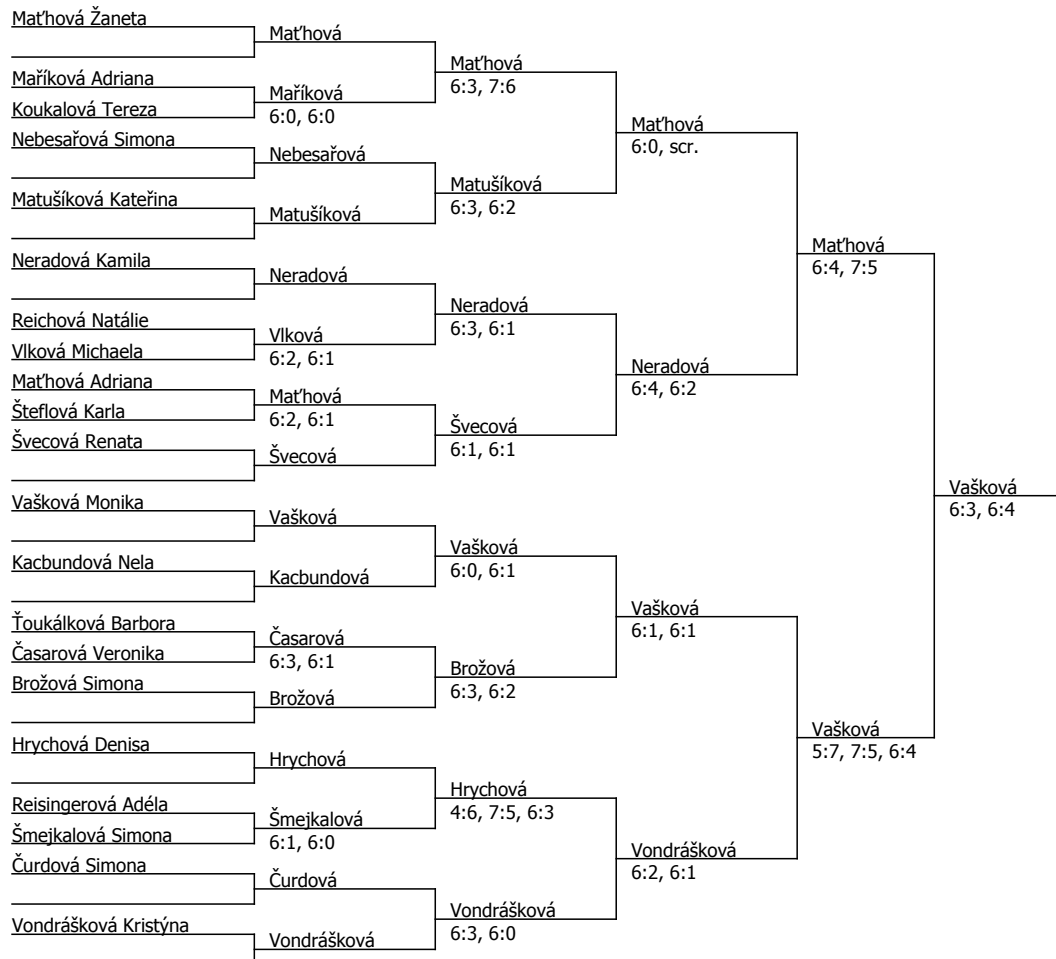 Maťhová Žaneta
Maťhová
Maťhová
6:3, 7:6
Maříková Adriana
Maříková
6:0, 6:0
Koukalová Tereza
Maťhová
6:0, scr.
Nebesařová Simona
Nebesařová
Matušíková
6:3, 6:2
Matušíková Kateřina
Matušíková
Maťhová
6:4, 7:5
Neradová Kamila
Neradová
Neradová
6:3, 6:1
Reichová Natálie
Vlková
6:2, 6:1
Vlková Michaela
Neradová
6:4, 6:2
Maťhová Adriana
Maťhová
6:2, 6:1
Šteflová Karla
Švecová
6:1, 6:1
Švecová Renata
Švecová
Vašková
6:3, 6:4
Vašková Monika
Vašková
Vašková
6:0, 6:1
Kacbundová Nela
Kacbundová
Vašková
6:1, 6:1
Ťoukálková Barbora
Časarová
6:3, 6:1
Časarová Veronika
Brožová
6:3, 6:2
Brožová Simona
Brožová
Vašková
5:7, 7:5, 6:4
Hrychová Denisa
Hrychová
Hrychová
4:6, 7:5, 6:3
Reisingerová Adéla
Šmejkalová
6:1, 6:0
Šmejkalová Simona
Vondrášková
6:2, 6:1
Čurdová Simona
Čurdová
Vondrášková
6:3, 6:0
Vondrášková Kristýna
Vondrášková